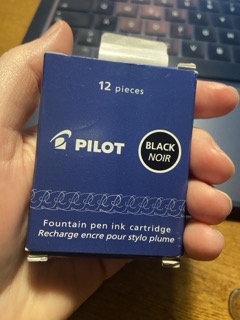 12 pieces
PILOT
BLACK
NOIR
Fountain pen ink cartridge
Recharge encre pour stylo plume